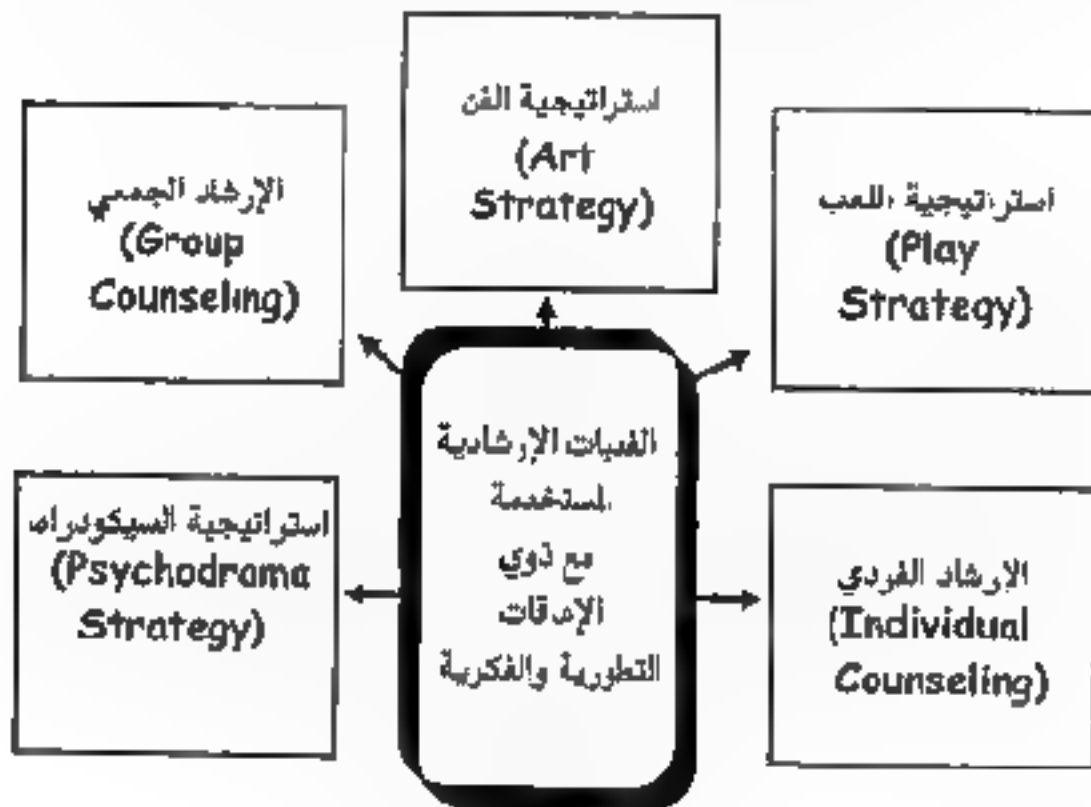 استراتيجية الفن
(Art
Strategy)
استراتيجية اللعب
(Play
Strategy)
الإرشاد الجمعي
(Group
Counseling)
الفنيات الإرشادية
المستخدمة
مع ذوي
الإعاقات
التطورية والفكرية
الإرشاد الفردي
(Individual
Counseling)
استراتيجية السيكودراما
(Psychodrama
Strategy)